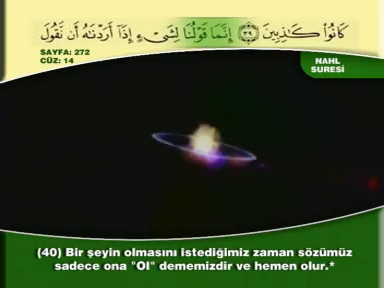 كَانُوا۟ كَـٰذِبِينَ ٣٩ إِنَّمَا قَوْلُنَا لِشَىْءٍ إِذَآ أَرَدْنَـٰهُ أَن نَّقُولَ
SAYFA: 272
CÜZ: 14
NAHL
SURESİ
(40) Bir şeyin olmasını istediğimiz zaman sözümüz
sadece ona "Ol" dememizdir ve hemen olur.*